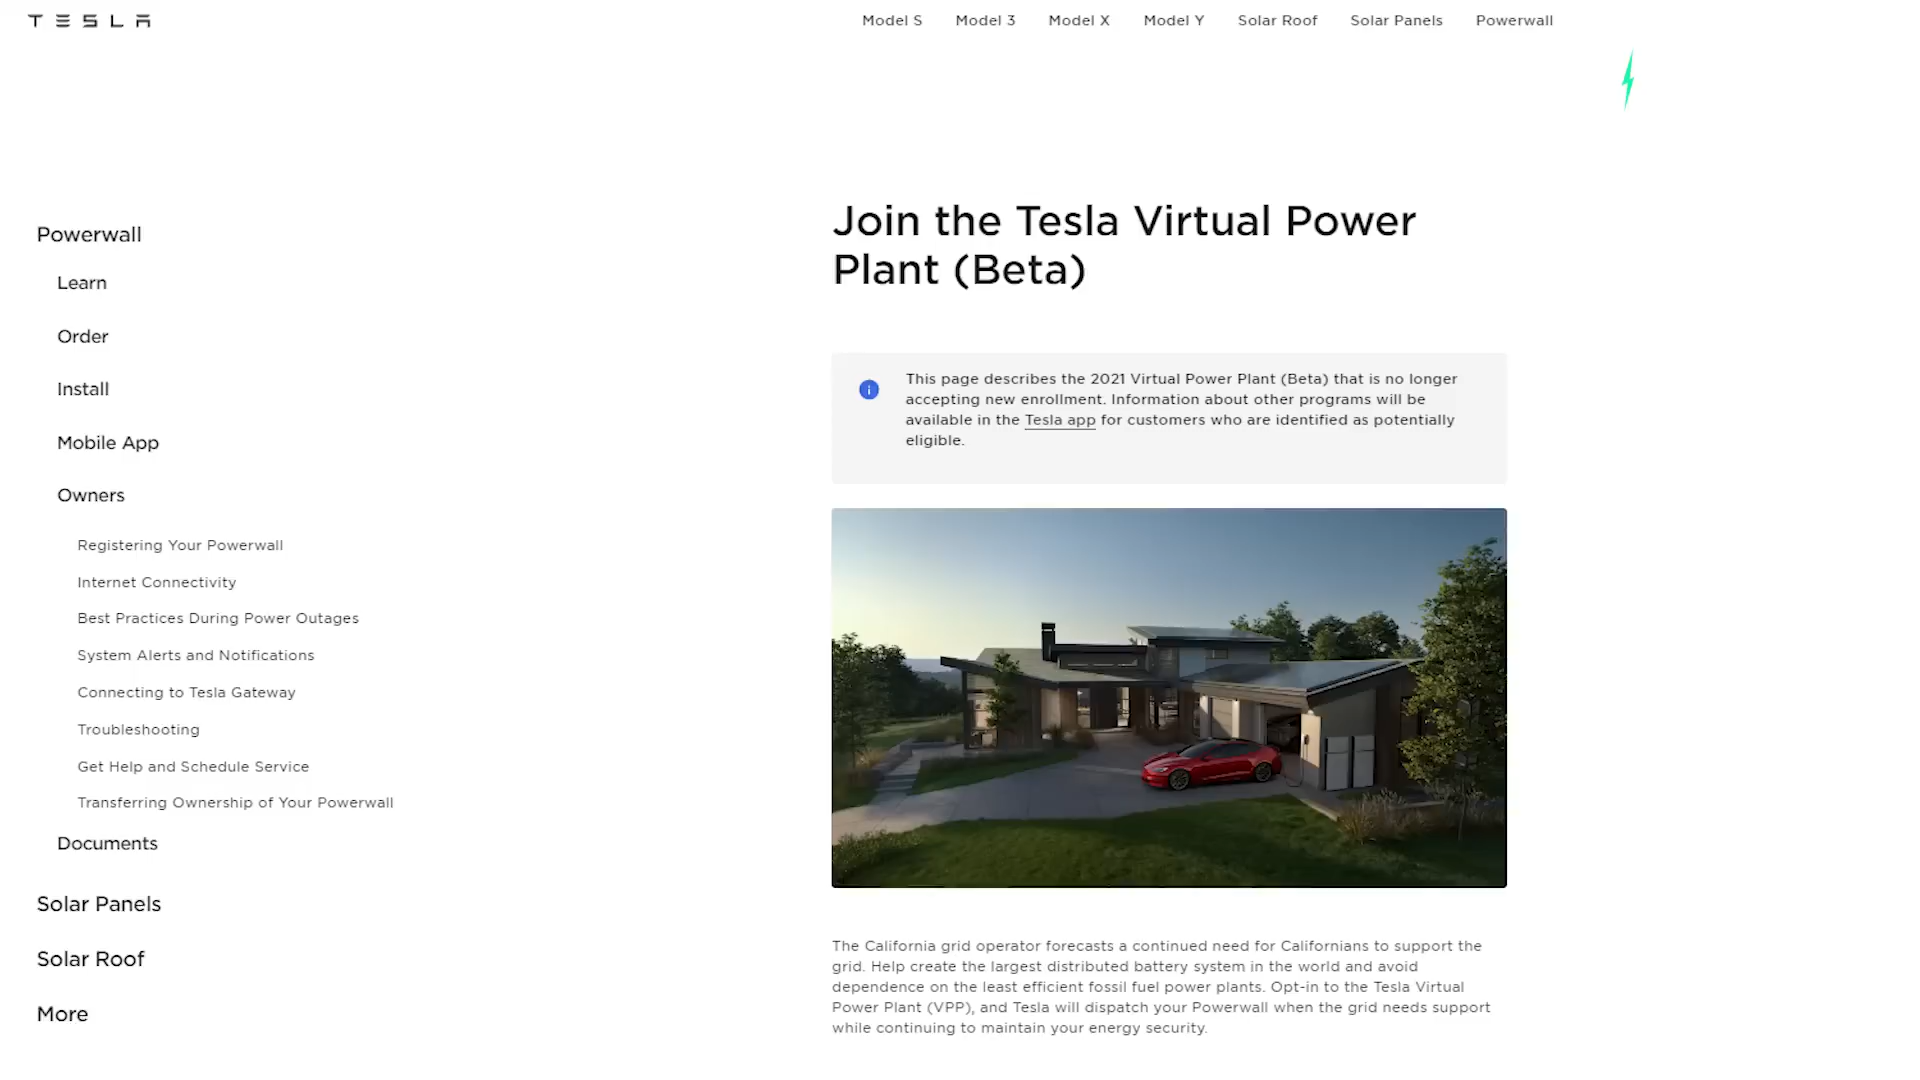 TESLA
Model S
Model 3
Model X
Model Y
Solar Roof
Solar Panels
Powerwall
Powerwall
Learn
Order
Install
Mobile App
Owners
Registering Your Powerwall
Internet Connectivity
Best Practices During Power Outages
System Alerts and Notifications
Connecting to Tesla Gateway
Troubleshooting
Get Help and Schedule Service
Transferring Ownership of Your Powerwall
Documents
Solar Panels
Solar Roof
More
Join the Tesla Virtual Power
Plant (Beta)
This page describes the 2021 Virtual Power Plant (Beta) that is no longer
accepting new enrollment. Information about other programs will be
available in the Tesla app for customers who are identified as potentially
eligible.
The California grid operator forecasts a continued need for Californians to support the
grid. Help create the largest distributed battery system in the world and avoid
dependence on the least efficient fossil fuel power plants. Opt-in to the Tesla Virtual
Power Plant (VPP), and Tesla will dispatch your Powerwall when the grid needs support
while continuing to maintain your energy security.